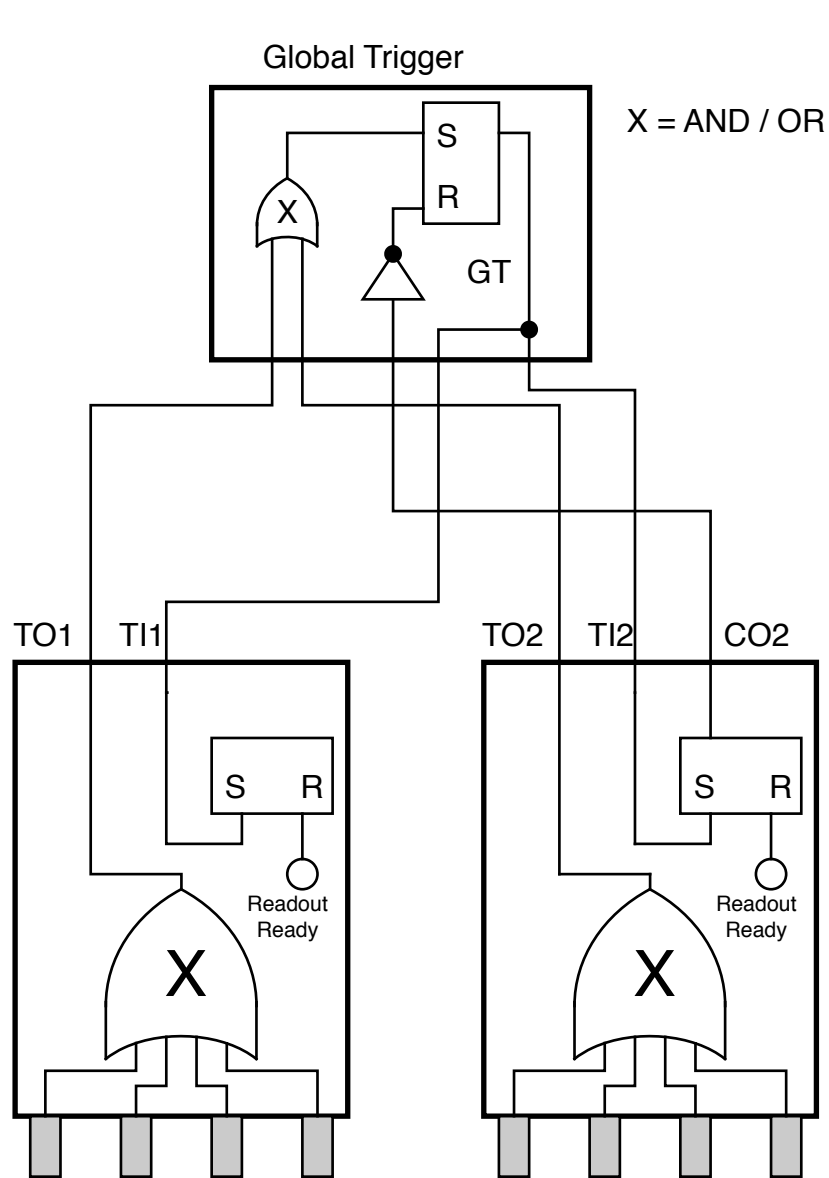 Global Trigger
X = AND / OR
S
X
R
GT
TO1
TI1
TO2
TI2
CO2
S R
S R
Readout
Ready
Readout
Ready
X
X